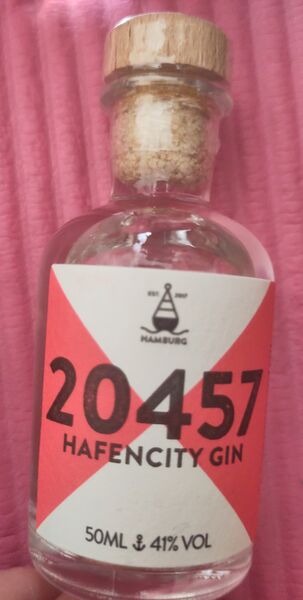 EST. 2017
HAMBURG
20457
HAFENCITY GIN
50ML 41% VOL